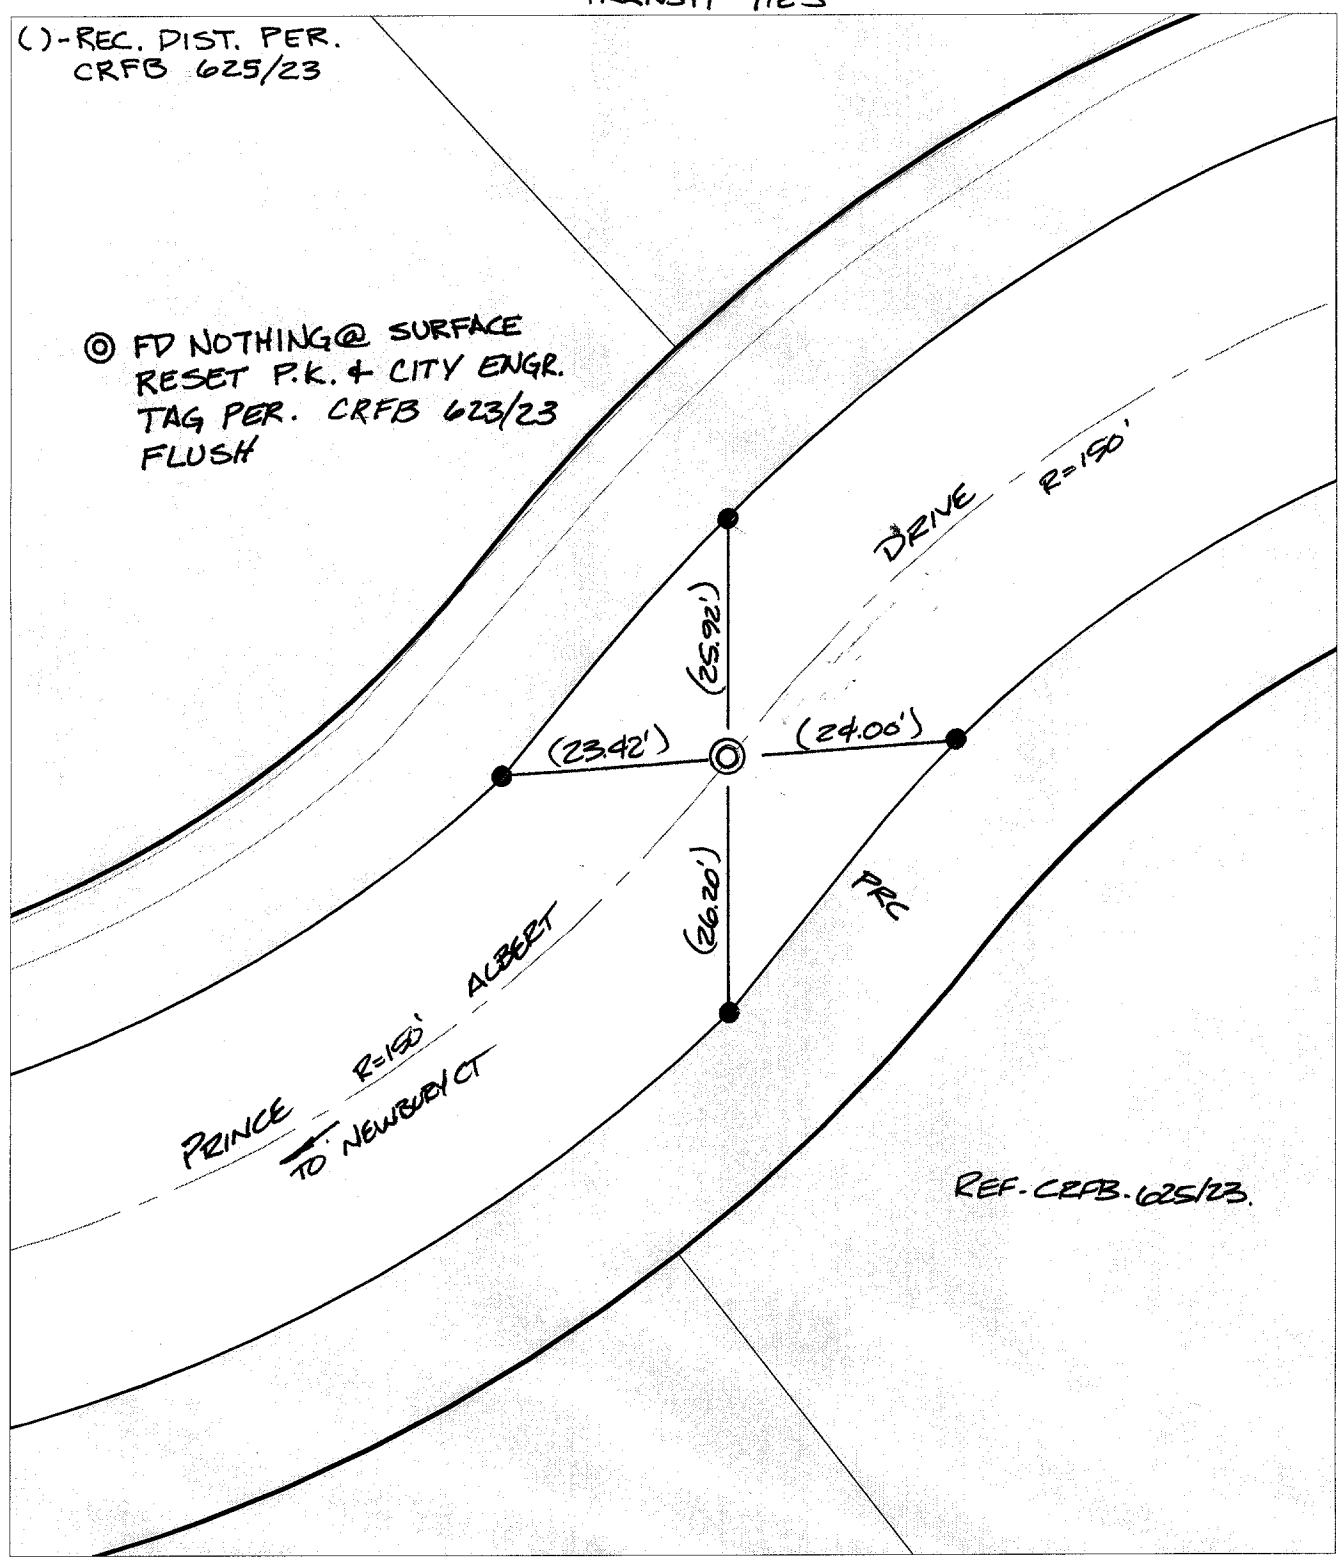 TRANSIT TIES
()-REC. DIST. PER.
CRFB 625/23
◎ FD NOTHING @ SURFACE
RESET P.K. & CITY ENGR.
TAG PER. CRFB 623/23
FLUSH
DRIVE
R=150'
(25.92')
(23.42')
(24.00')
(26.20')
PRC
ALBERT
R=150'
PRINCE
TO NEWBURY CT
REF. CRFB. 625/23.